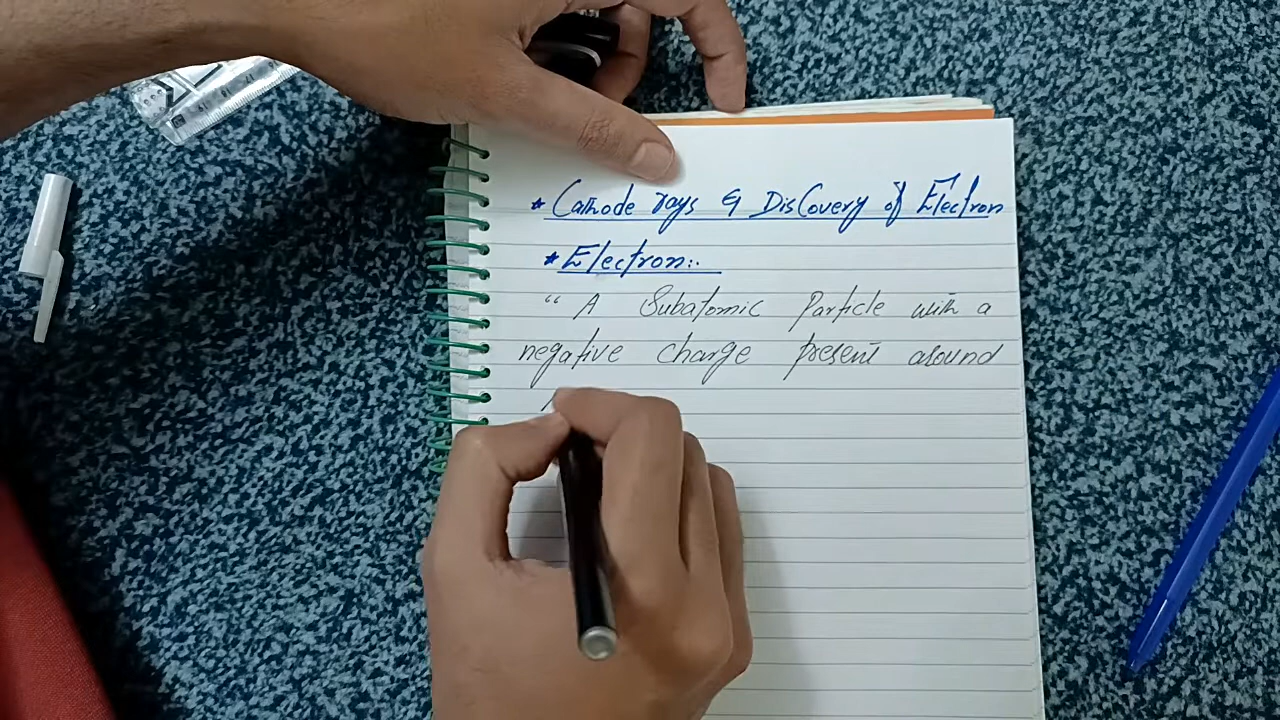 * Cathode rays & Discovery of Electron
* Electron:.
“ A Subatomic Particle with a
negative charge present around